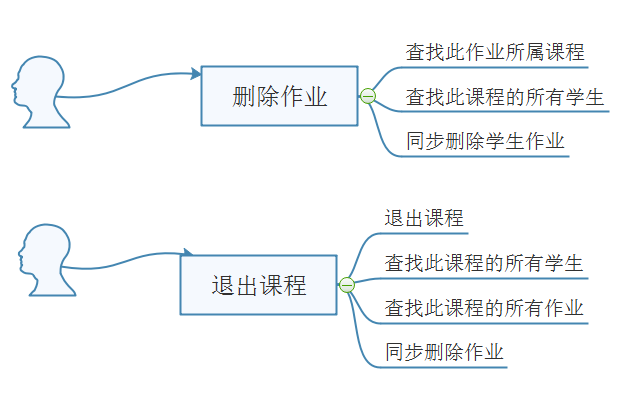 删除作业
查找此作业所属课程
查找此课程的所有学生
同步删除学生作业
退出课程
退出课程
查找此课程的所有学生
查找此课程的所有作业
同步删除作业